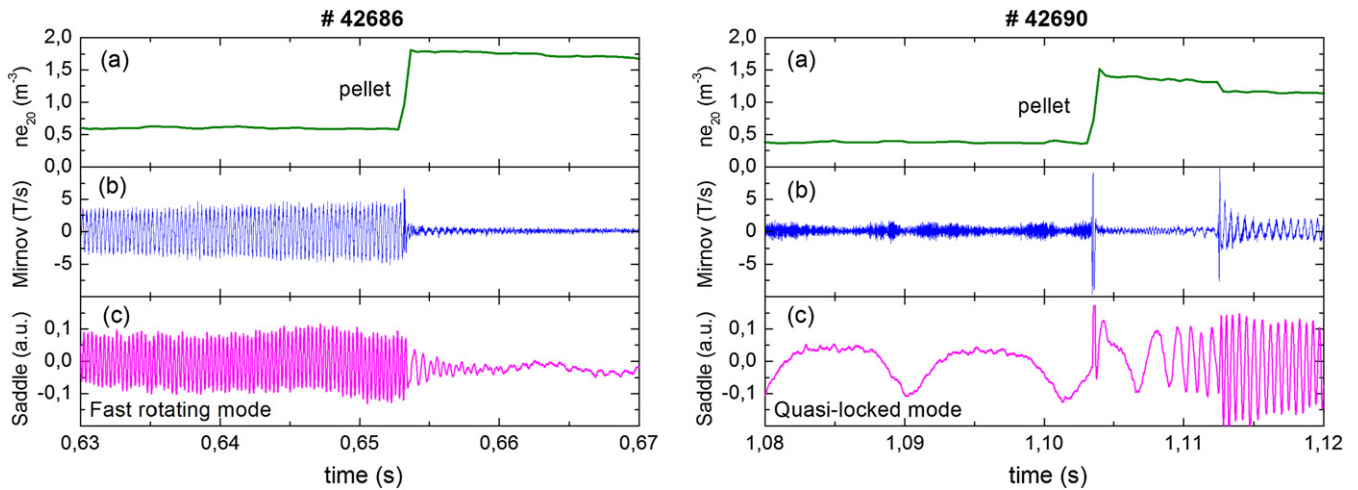 # 42686
(a)
ne20 (m-3)
2,0
1,5
1,0
0,5
0,0
pellet
(b)
Mirnov (T/s)
5
0
-5
(c)
Saddle (a.u.)
0,1
0,0
-0,1
Fast rotating mode
0,63 0,64 0,65 0,66 0,67
time (s)
# 42690
(a)
ne20 (m-3)
2,0
1,5
1,0
0,5
0,0
pellet
(b)
Mirnov (T/s)
5
0
-5
(c)
Saddle (a.u.)
0,1
0,0
-0,1
Quasi-locked mode
1,08 1,09 1,10 1,11 1,12
time (s)